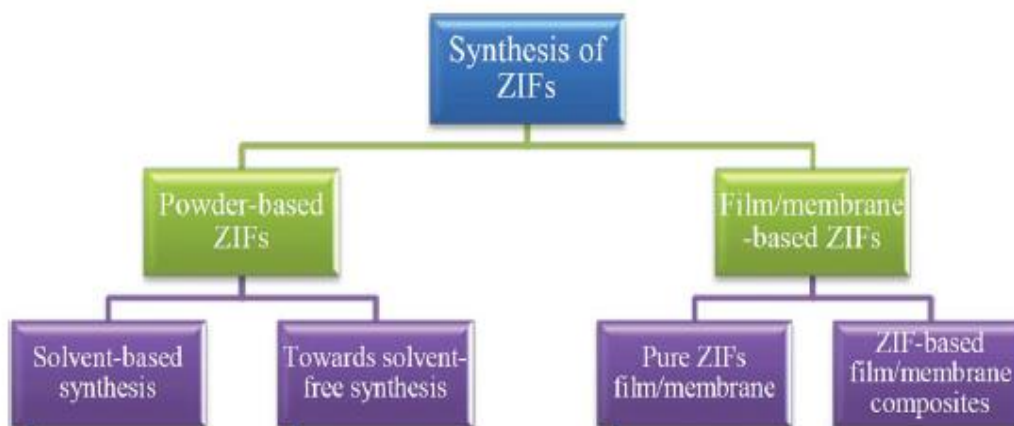 Synthesis of
ZIFs
Powder-based
ZIFs
Film/membrane
-based ZIFs
Solvent-based
synthesis
Towards solvent-
free synthesis
Pure ZIFs
film/membrane
ZIF-based
film/membrane
composites